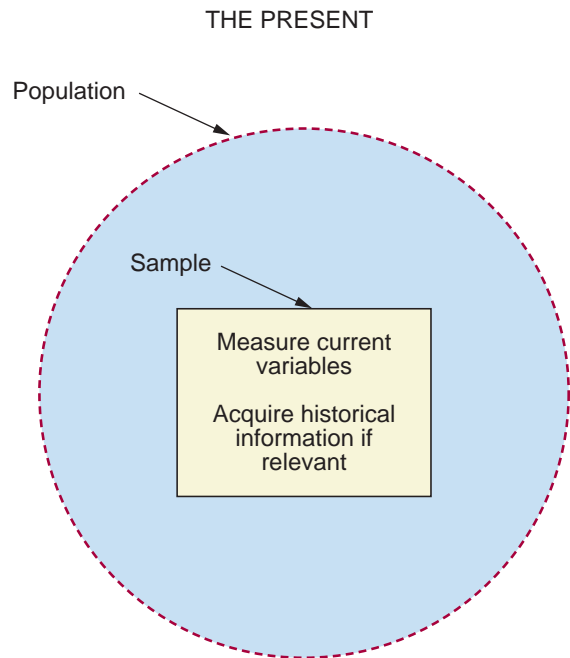 THE PRESENT
Population
Sample
Measure current
variables
Acquire historical
information if
relevant